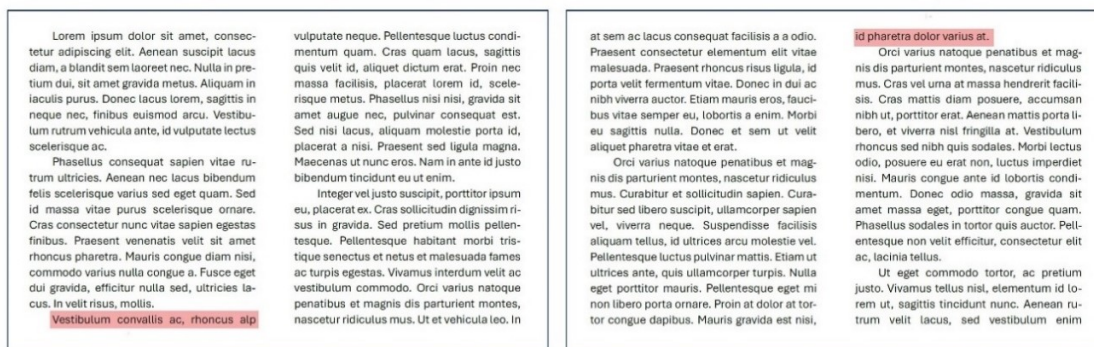 Lorem ipsum dolor sit amet, consec-
tetur adipiscing elit. Aenean suscipit lacus
diam, a blandit sem laoreet nec. Nulla in pre-
tium dui, sit amet gravida metus. Aliquam in
iaculis purus. Donec lacus lorem, sagittis in
neque nec, finibus euismod arcu. Vestibu-
lum rutrum vehicula ante, id vulputate lectus
scelerisque ac.
Phasellus consequat sapien vitae ru-
trum ultricies. Aenean nec lacus bibendum
felis scelerisque varius sed eget quam. Sed
id massa vitae purus scelerisque ornare.
Cras consectetur nunc vitae sapien egestas
finibus. Praesent venenatis velit sit amet
rhoncus pharetra. Mauris congue diam nisi,
commodo varius nulla congue a. Fusce eget
dui gravida, efficitur nulla sed, ultricies la-
cus. In velit risus, mollis.
Vestibulum convallis ac, rhoncus alp
vulputate neque. Pellentesque luctus condi-
mentum quam. Cras quam lacus, sagittis
quis velit id, aliquet dictum erat. Proin nec
massa facilisis, placerat lorem id, scele-
risque metus. Phasellus nisi nisi, gravida sit
amet augue nec, pulvinar consequat est.
Sed nisi lacus, aliquam molestie porta id,
placerat a nisi. Praesent sed ligula magna.
Maecenas ut nunc eros. Nam in ante id justo
bibendum tincidunt eu ut enim.
Integer vel justo suscipit, porttitor ipsum
eu, placerat ex. Cras sollicitudin dignissim ri-
sus in gravida. Sed pretium mollis pellen-
tesque. Pellentesque habitant morbi tris-
tique senectus et netus et malesuada fames
ac turpis egestas. Vivamus interdum velit ac
vestibulum commodo. Orci varius natoque
penatibus et magnis dis parturient montes,
nascetur ridiculus mus. Ut et vehicula leo. In
at sem ac lacus consequat facilisis a a odio.
Praesent consectetur elementum elit vitae
malesuada. Praesent rhoncus risus ligula, id
porta velit fermentum vitae. Donec in dui ac
nibh viverra auctor. Etiam mauris eros, fauci-
bus vitae semper eu, lobortis a enim. Morbi
eu sagittis nulla. Donec et sem ut velit
aliquet pharetra vitae et erat.
Orci varius natoque penatibus et mag-
nis dis parturient montes, nascetur ridiculus
mus. Curabitur et sollicitudin sapien. Cura-
bitur sed libero suscipit, ullamcorper sapien
vel, viverra neque. Suspendisse facilisis
aliquam tellus, id ultrices arcu molestie vel.
Pellentesque luctus pulvinar mattis. Etiam ut
ultrices ante, quis ullamcorper turpis. Nulla
eget porttitor mauris. Pellentesque eget mi
non libero porta ornare. Proin at dolor at tor-
tor congue dapibus. Mauris gravida est nisi,
id pharetra dolor varius at.
Orci varius natoque penatibus et mag-
nis dis parturient montes, nascetur ridiculus
mus. Cras vel urna at massa hendrerit facili-
sis. Cras mattis diam posuere, accumsan
nibh ut, porttitor erat. Aenean mattis porta li-
bero, et viverra nisl fringilla at. Vestibulum
rhoncus sed nibh quis sodales. Morbi lectus
odio, posuere eu erat non, luctus imperdiet
nisi. Mauris congue ante id lobortis condi-
mentum. Donec odio massa, gravida sit
amet massa eget, porttitor congue quam.
Phasellus sodales in tortor quis auctor. Pell-
entesque non velit efficitur, consectetur elit
ac, lacinia tellus.
Ut eget commodo tortor, ac pretium
justo. Vivamus tellus nisl, elementum id lo-
rem ut, sagittis tincidunt nunc. Aenean ru-
trum velit lacus, sed vestibulum enim